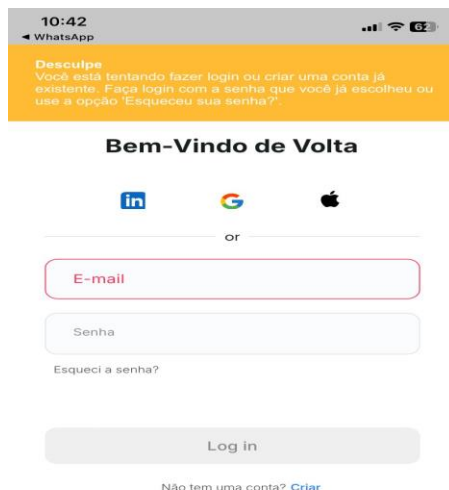 10:42
◄ WhatsApp
62
Desculpe
Você está tentando fazer login ou criar uma conta já
existente. Faça login com a senha que você já escolheu ou
use a opção 'Esqueceu sua senha?'.
Bem-Vindo de Volta
in
G
or
E-mail
Senha
Esqueci a senha?
Log in
Não tem uma conta? Criar